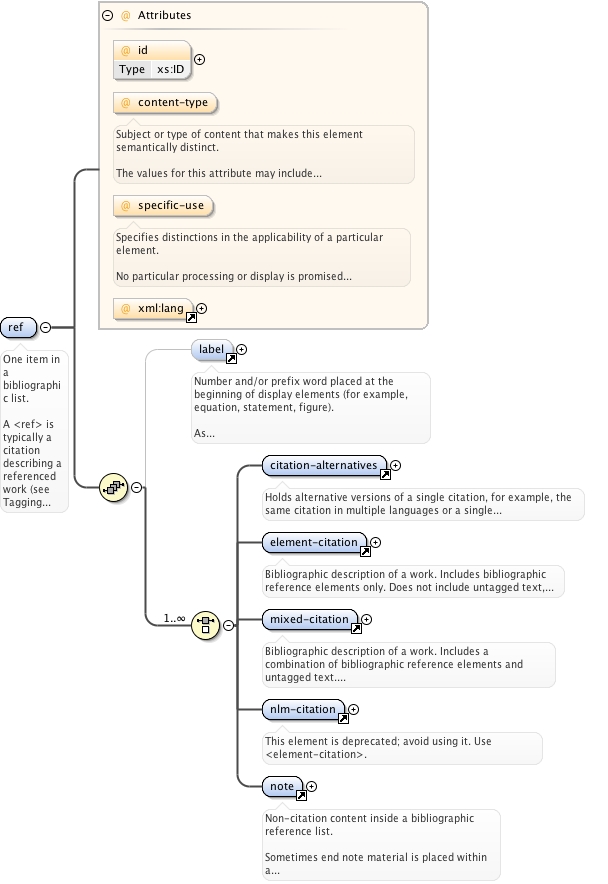 Attributes
@ id
Type xs:ID
@ content-type
Subject or type of content that makes this element
semantically distinct.
The values for this attribute may include...
@ specific-use
Specifies distinctions in the applicability of a particular
element.
No particular processing or display is promised...
@ xml:lang
ref
One item in
a
bibliographi
c list.
A <ref> is
typically a
citation
describing a
referenced
work (see
Tagging...
label
Number and/or prefix word placed at the
beginning of display elements (for example,
equation, statement, figure).
As...
1..∞
citation-alternatives
Holds alternative versions of a single citation, for example, the
same citation in multiple languages or a single...
element-citation
Bibliographic description of a work. Includes bibliographic
reference elements only. Does not include untagged text,...
mixed-citation
Bibliographic description of a work. Includes a
combination of bibliographic reference elements and
untagged text....
nlm-citation
This element is deprecated; avoid using it. Use
<element-citation>.
note
Non-citation content inside a bibliographic
reference list.
Sometimes end note material is placed within
a...